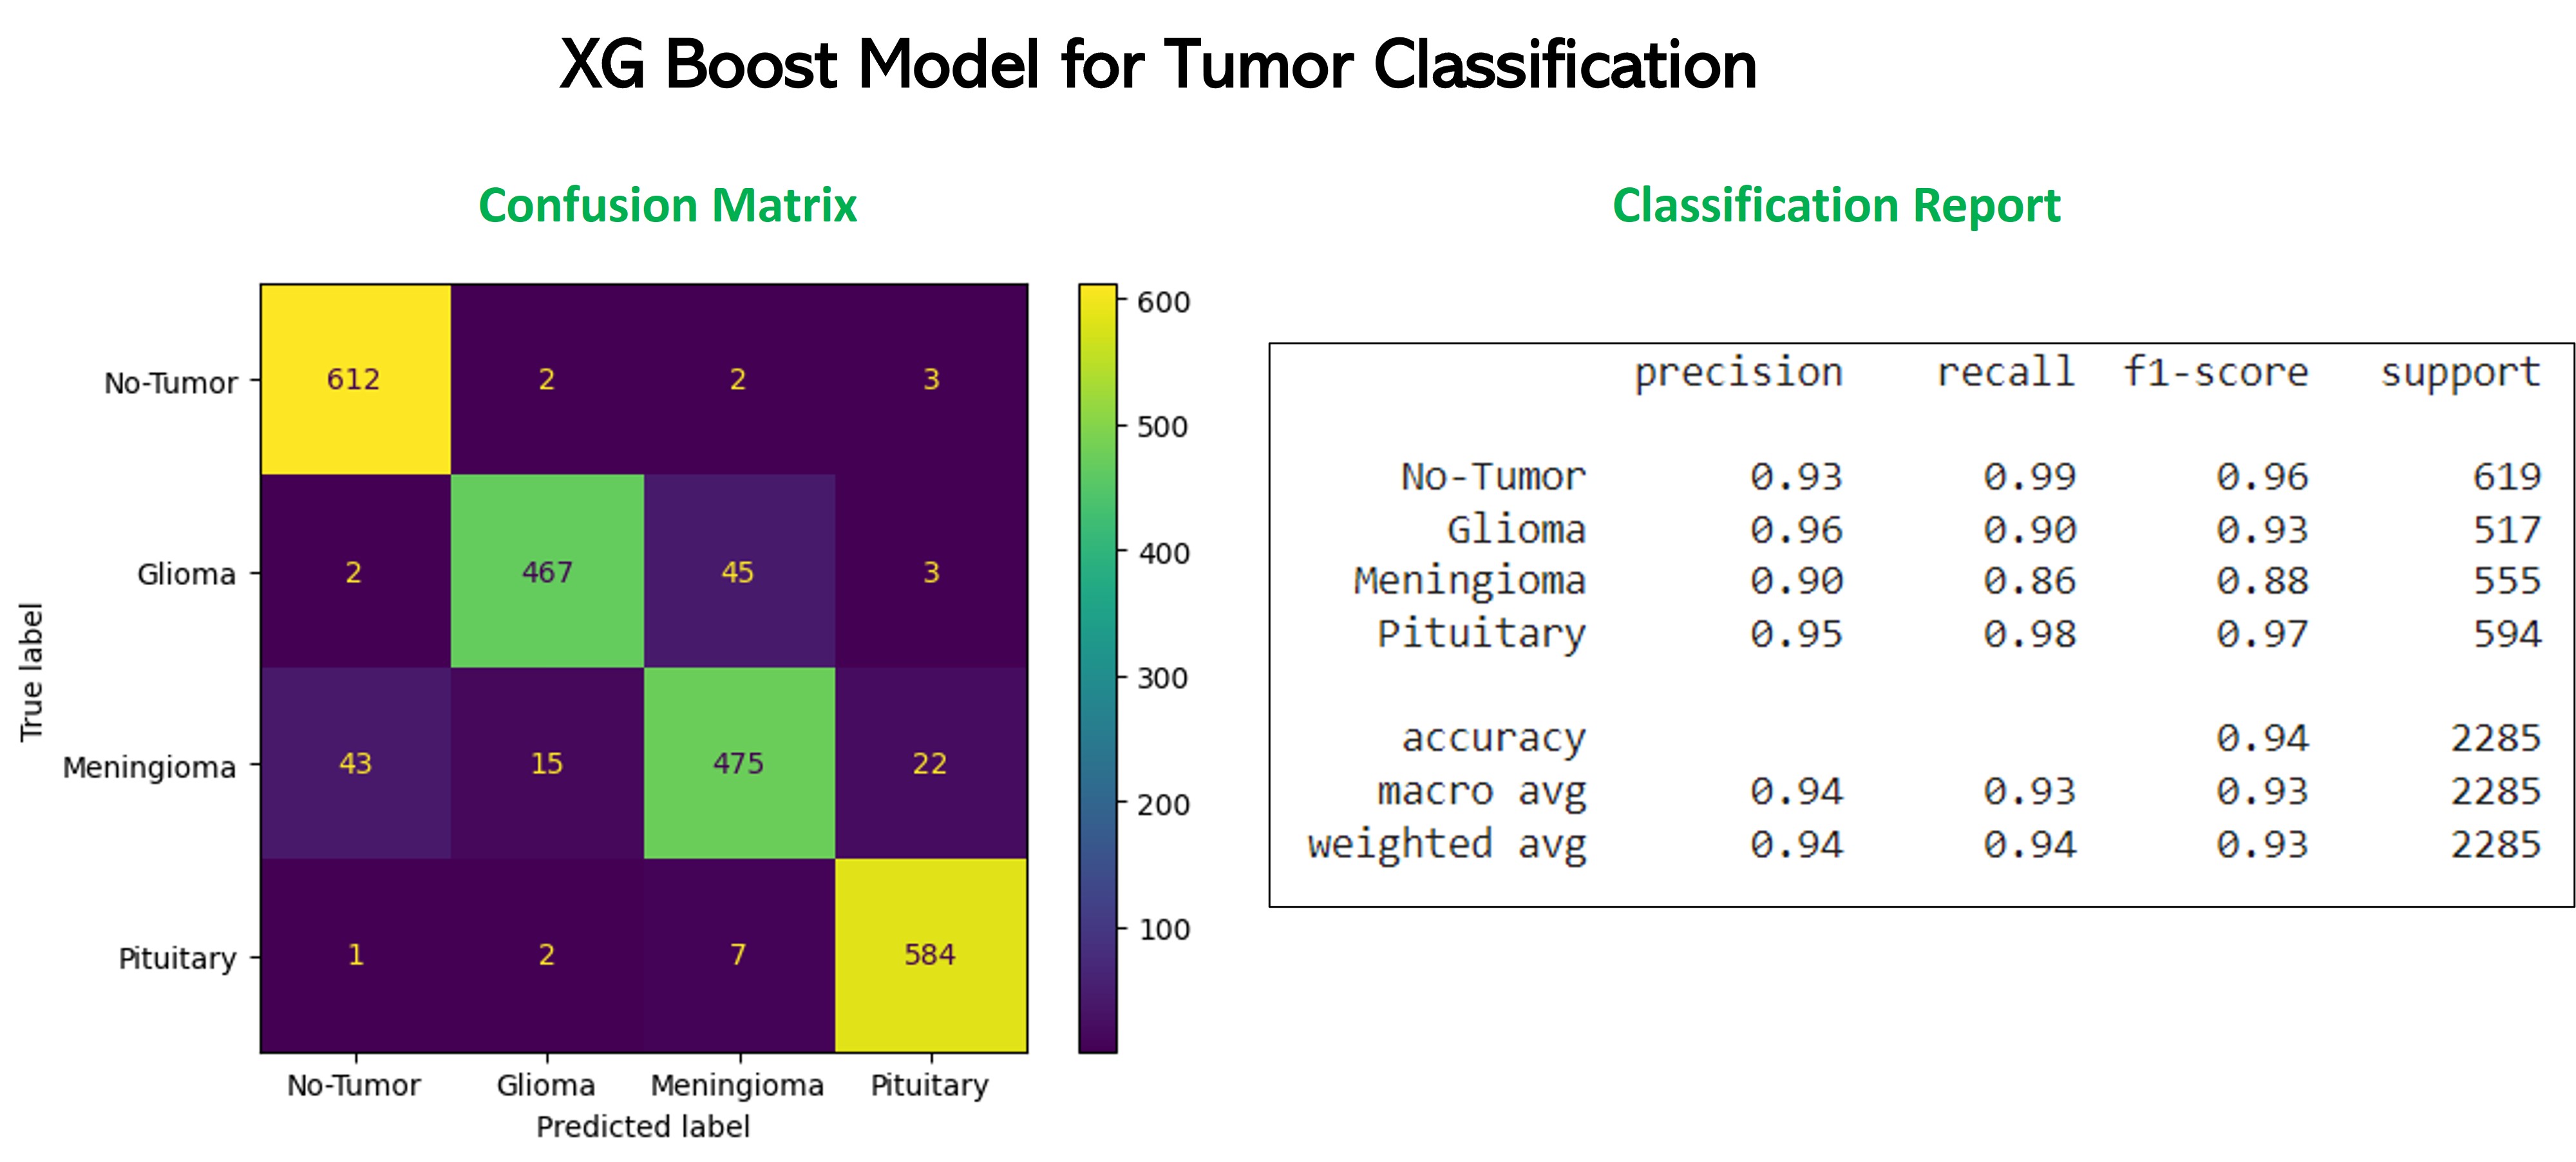 XG Boost Model for Tumor Classification
Confusion Matrix
True label
No-Tumor 612 2 2 3
Glioma 2 467 45 3
Meningioma 43 15 475 22
Pituitary 1 2 7 584
No-Tumor Glioma Meningioma Pituitary
Predicted label
600
500
400
300
200
100
Classification Report
precision recall f1-score support
No-Tumor 0.93 0.99 0.96 619
Glioma 0.96 0.90 0.93 517
Meningioma 0.90 0.86 0.88 555
Pituitary 0.95 0.98 0.97 594
accuracy 0.94 2285
macro avg 0.94 0.93 0.93 2285
weighted avg 0.94 0.94 0.93 2285